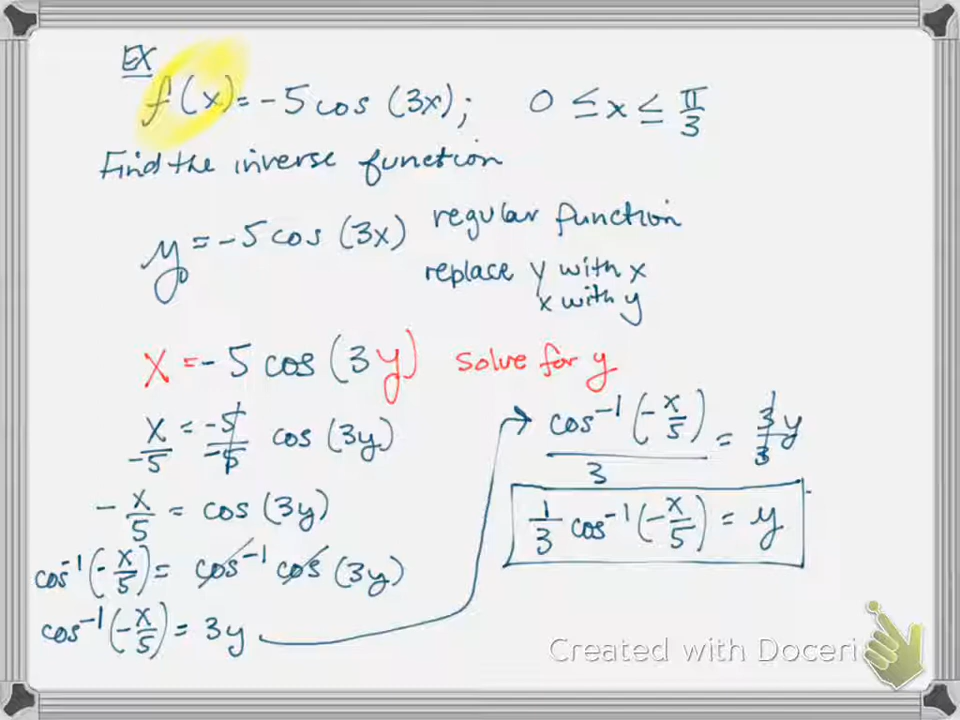 EX
f(x) = -5 cos (3x); 0 ≤ x ≤ π/3
Find the inverse function
y = -5 cos (3x) regular function
replace y with x
x with y
x = -5 cos (3y) solve for y
x/-5 = -5/-5 cos (3y)
-x/5 = cos (3y)
cos⁻¹(-x/5) = cos⁻¹ cos (3y)
cos⁻¹(-x/5) = 3y
→ cos⁻¹(-x/5)/3 = 3y/3
1/3 cos⁻¹(-x/5) = y
Created with Doceri